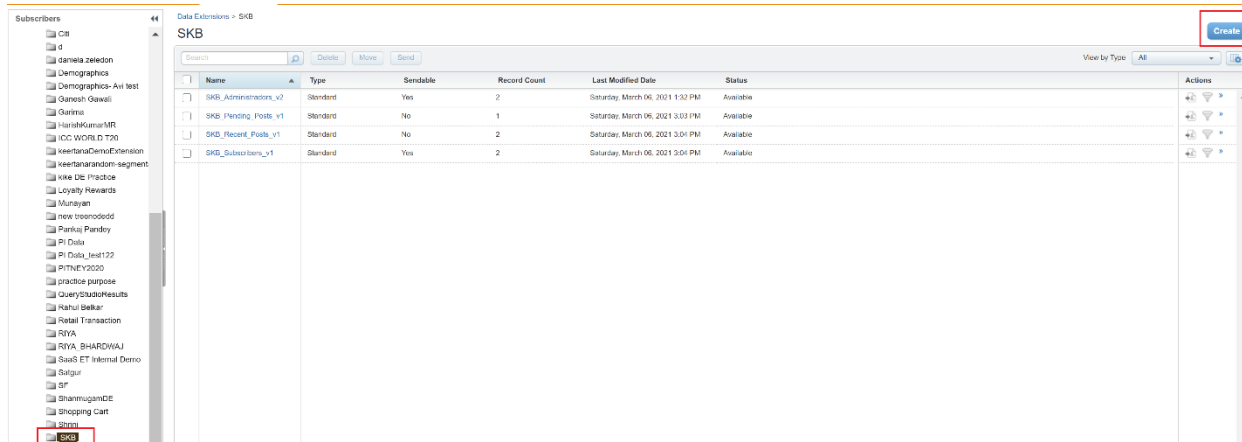 Subscribers
Citi
d
daniela.zeledon
Demographics
Demographics- Avi test
Ganesh Gawali
Garima
HarishKumarMR
ICC WORLD T20
keertanaDemoExtension
keertanarandom-segment
kike DE Practice
Loyalty Rewards
Munayan
new treenodedd
Pankaj Pandey
PI Data
PI Data_test122
PITNEY2020
practice purpose
QueryStudioResults
Rahul Belkar
Retail Transaction
RIYA
RIYA_BHARDWAJ
SaaS ET Internal Demo
Satgur
SF
ShanmugamDE
Shopping Cart
Shrini
SKB
Data Extensions > SKB
SKB
Create
Search Delete Move Send View by Type All
Name Type Sendable Record Count Last Modified Date Status Actions
SKB_Administradors_v2 Standard Yes 2 Saturday, March 06, 2021 1:32 PM Available
SKB_Pending_Posts_v1 Standard No 1 Saturday, March 06, 2021 3:03 PM Available
SKB_Recent_Posts_v1 Standard No 2 Saturday, March 06, 2021 3:04 PM Available
SKB_Subscribers_v1 Standard Yes 2 Saturday, March 06, 2021 3:04 PM Available